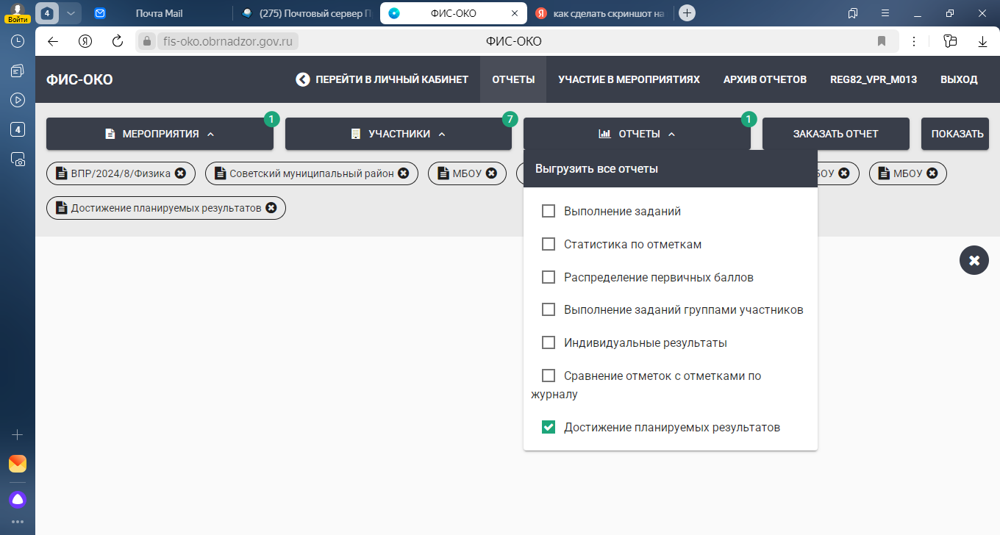 Войти
4
Почта Mail
(275) Почтовый сервер
ФИС-ОКО
как сделать скриншот на
fis-oko.obrnadzor.gov.ru
ФИС-ОКО
4
ФИС-ОКО
ПЕРЕЙТИ В ЛИЧНЫЙ КАБИНЕТ
ОТЧЕТЫ
УЧАСТИЕ В МЕРОПРИЯТИЯХ
АРХИВ ОТЧЕТОВ
REG82_VPR_M013
ВЫХОД
МЕРОПРИЯТИЯ 1
УЧАСТНИКИ 7
ОТЧЕТЫ 1
ЗАКАЗАТЬ ОТЧЕТ
ПОКАЗАТЬ
ВПР/2024/8/Физика
Советский муниципальный район
МБОУ
БОУ
МБОУ
Достижение планируемых результатов
Выгрузить все отчеты
Выполнение заданий
Статистика по отметкам
Распределение первичных баллов
Выполнение заданий группами участников
Индивидуальные результаты
Сравнение отметок с отметками по
журналу
Достижение планируемых результатов